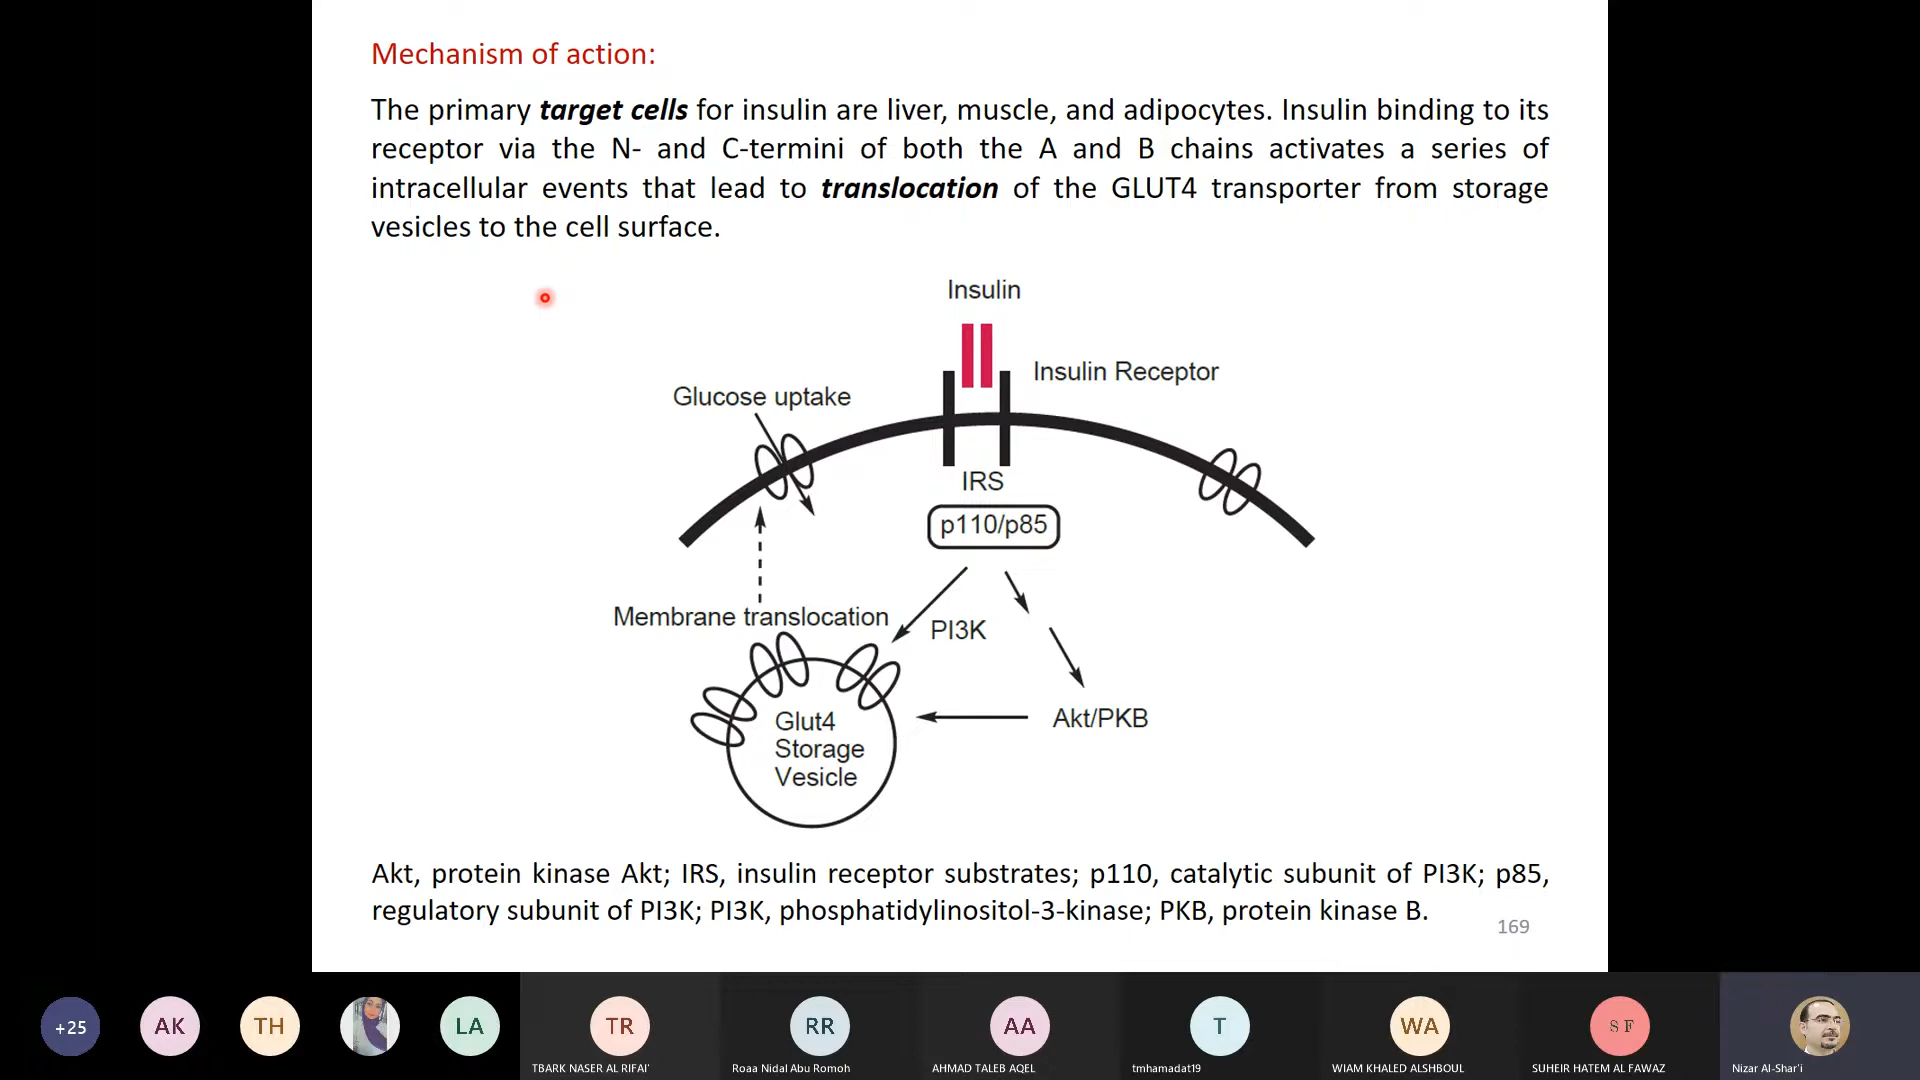 Mechanism of action:
The primary target cells for insulin are liver, muscle, and adipocytes. Insulin binding to its
receptor via the N- and C-termini of both the A and B chains activates a series of
intracellular events that lead to translocation of the GLUT4 transporter from storage
vesicles to the cell surface.
Insulin
Insulin Receptor
Glucose uptake
IRS
p110/p85
Membrane translocation
PI3K
Glut4
Storage
Vesicle
Akt/PKB
Akt, protein kinase Akt; IRS, insulin receptor substrates; p110, catalytic subunit of PI3K; p85,
regulatory subunit of PI3K; PI3K, phosphatidylinositol-3-kinase; PKB, protein kinase B.
169
+25
AK
TH
LA
TR
RR
AA
T
WA
S F
TBARK NASER AL RIFAI'
Roaa Nidal Abu Romoh
AHMAD TALEB AQEL
tmhamadat19
WIAM KHALED ALSHBOUL
SUHEIR HATEM AL FAWAZ
Nizar Al-Shar'i